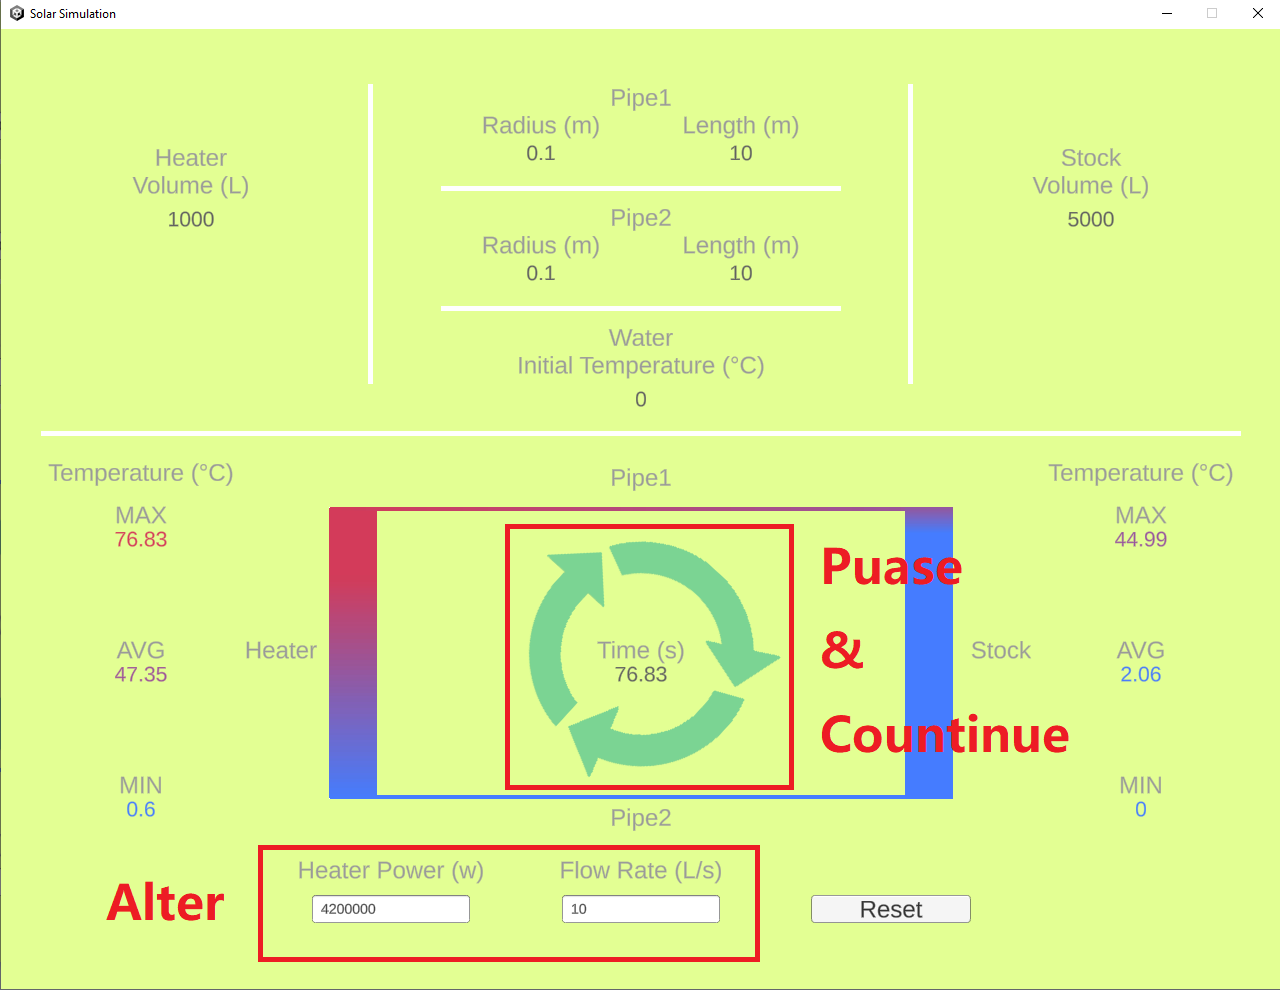 Solar Simulation
Heater
Volume (L)
1000
Pipe1
Radius (m) Length (m)
0.1 10
Pipe2
Radius (m) Length (m)
0.1 10
Water
Initial Temperature (°C)
0
Stock
Volume (L)
5000
Temperature (°C)
MAX
76.83
AVG
47.35
MIN
0.6
Heater
Pipe1
Time (s)
76.83
Puase
&
Countinue
Pipe2
Stock
Temperature (°C)
MAX
44.99
AVG
2.06
MIN
0
Alter
Heater Power (w) Flow Rate (L/s)
4200000 10
Reset